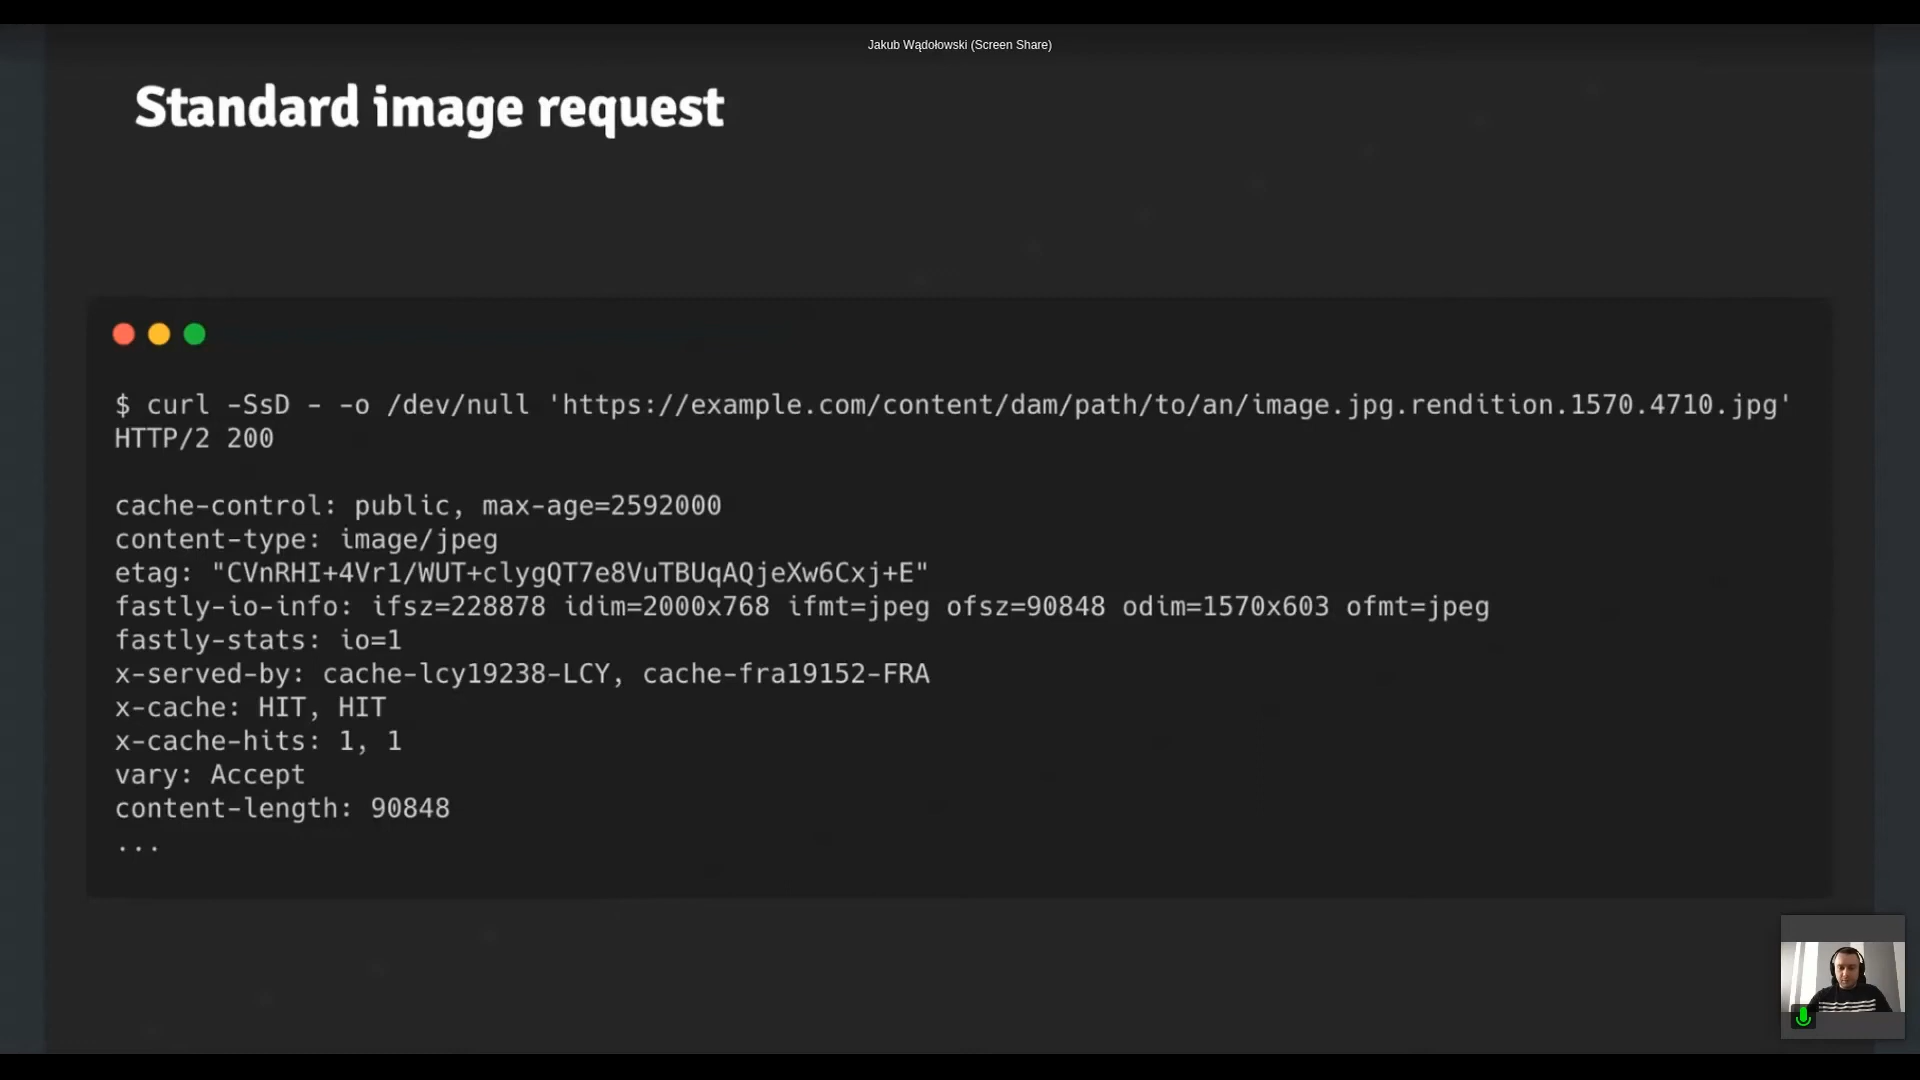 Jakub Wądołowski (Screen Share)
Standard image request
$ curl -SsD - -o /dev/null 'https://example.com/content/dam/path/to/an/image.jpg.rendition.1570.4710.jpg'
HTTP/2 200
cache-control: public, max-age=2592000
content-type: image/jpeg
etag: "CVnRHI+4Vr1/WUT+clygQT7e8VuTBUqAQjeXw6Cxj+E"
fastly-io-info: ifsz=228878 idim=2000x768 ifmt=jpeg ofsz=90848 odim=1570x603 ofmt=jpeg
fastly-stats: io=1
x-served-by: cache-lcy19238-LCY, cache-fra19152-FRA
x-cache: HIT, HIT
x-cache-hits: 1, 1
vary: Accept
content-length: 90848
...